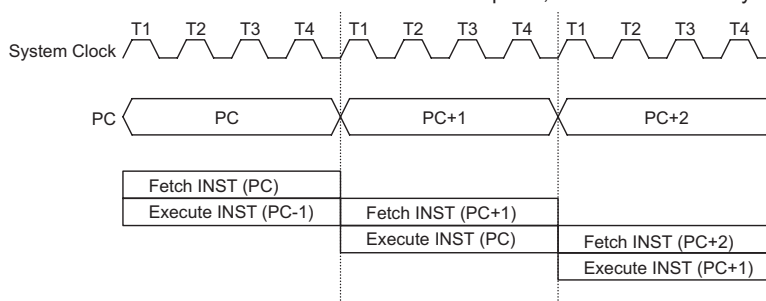 T1 T2 T3 T4 T1 T2 T3 T4 T1 T2 T3 T4
System Clock
PC PC PC+1 PC+2
Fetch INST (PC)
Execute INST (PC-1) Fetch INST (PC+1)
Execute INST (PC) Fetch INST (PC+2)
Execute INST (PC+1)